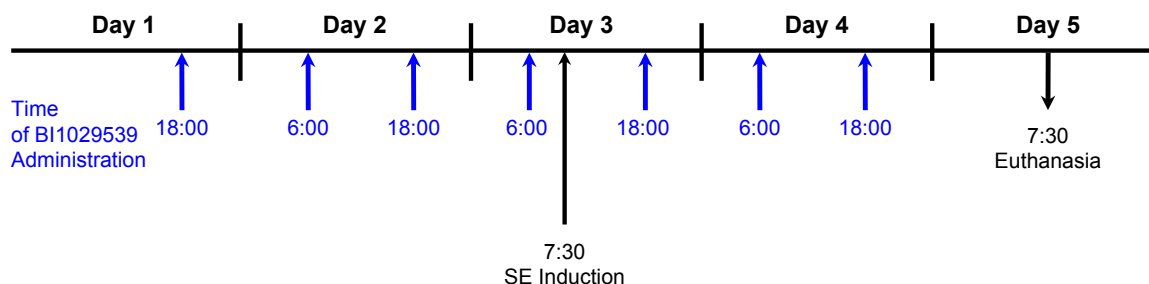 Day 1 Day 2 Day 3 Day 4 Day 5
Time
of BI1029539
Administration
18:00 6:00 18:00 6:00 18:00 6:00 18:00
7:30
Euthanasia
7:30
SE Induction